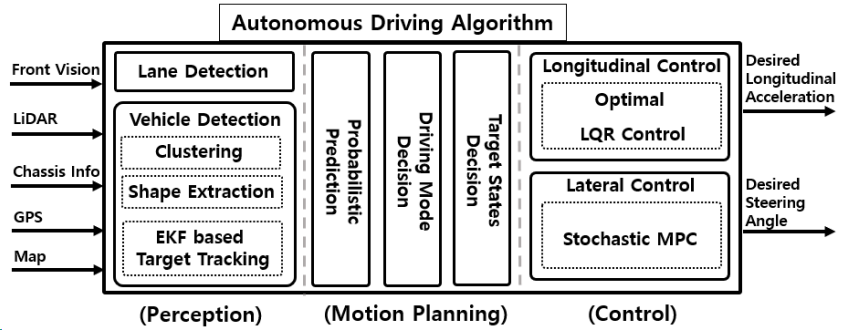 Autonomous Driving Algorithm
Front Vision
LiDAR
Chassis Info
GPS
Map
Lane Detection
Vehicle Detection
Clustering
Shape Extraction
EKF based
Target Tracking
Probabilistic
Prediction
Driving Mode
Decision
Target States
Decision
Longitudinal Control
Optimal
LQR Control
Lateral Control
Stochastic MPC
Desired
Longitudinal
Acceleration
Desired
Steering
Angle
(Perception)
(Motion Planning)
(Control)